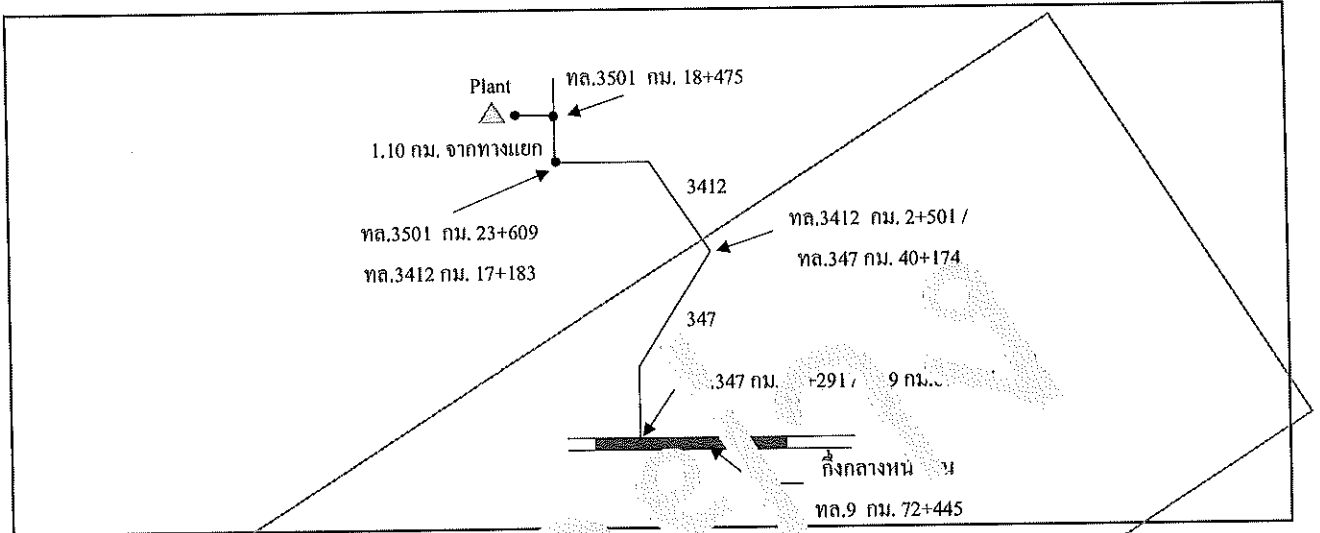 Plant
ทล.3501 กม. 18+475
1.10 กม. จากทางแยก
3412
ทล.3501 กม. 23+609
ทล.3412 กม. 17+183
ทล.3412 กม. 2+501 /
ทล.347 กม. 40+174
347
.347 กม. +291 / 9 กม.
กึ่งกลาง
ทล.9 กม. 72+445